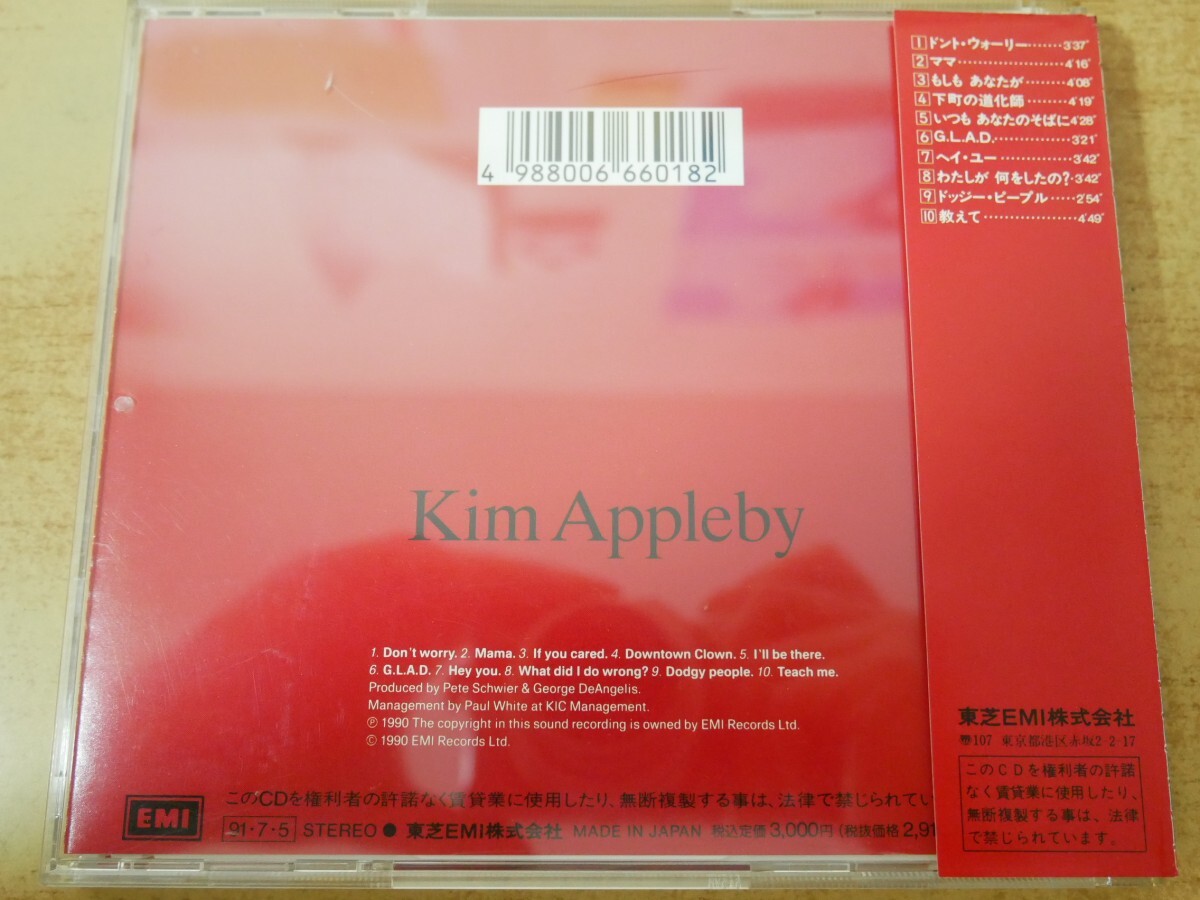 4 988006 660182
Kim Appleby
1. Don't worry. 2. Mama. 3. If you cared. 4. Downtown Clown. 5. I'll be there.
6. G.L.A.D. 7. Hey you. 8. What did I do wrong? 9. Dodgy people. 10. Teach me.
Produced by Pete Schwier & George DeAngelis.
Management by Paul White at KIC Management.
Ⓟ 1990 The copyright in this sound recording is owned by EMI Records Ltd.
© 1990 EMI Records Ltd.
このCDを権利者の許諾なく賃貸業に使用したり、無断複製する事は、法律で禁じられてい
EMI 91・7・5 STEREO ● 東芝EMI株式会社 MADE IN JAPAN 税込定価3,000円(税抜価格2,91
1 ドント・ウォーリー……3'37"
2 ママ………………4'16"
3 もしも あなたが………4'08"
4 下町の道化師………4'19"
5 いつも あなたのそばに4'28"
6 G.L.A.D.……………3'21"
7 ヘイ・ユー…………3'42"
8 わたしが 何をしたの?・3'42"
9 ドッジー・ピープル……2'54"
10 教えて………………4'49"
東芝EMI株式会社
〒107 東京都港区赤坂2-2-17
このCDを権利者の許諾
なく賃貸業に使用したり、
無断複製する事は、法律
で禁じられています。